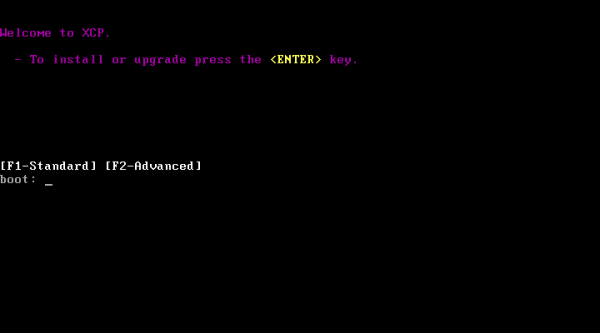 Welcome to XCP.
- To install or upgrade press the <ENTER> key.
[F1-Standard] [F2-Advanced]
boot: _